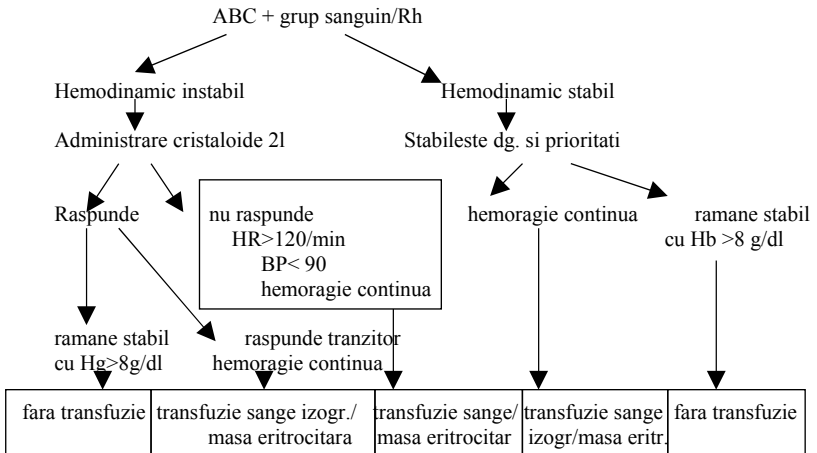 ABC + grup sanguin/Rh
Hemodinamic instabil
Hemodinamic stabil
Administrare cristaloide 2l
Stabileste dg. si prioritati
Raspunde
nu raspunde
HR>120/min
BP< 90
hemoragie continua
hemoragie continua
ramane stabil
cu Hb >8 g/dl
ramane stabil
cu Hg>8g/dl
raspunde tranzitor
hemoragie continua
fara transfuzie
transfuzie sange izogr./
masa eritrocitara
transfuzie sange/
masa eritrocitar
transfuzie sange
izogr/masa eritr.
fara transfuzie